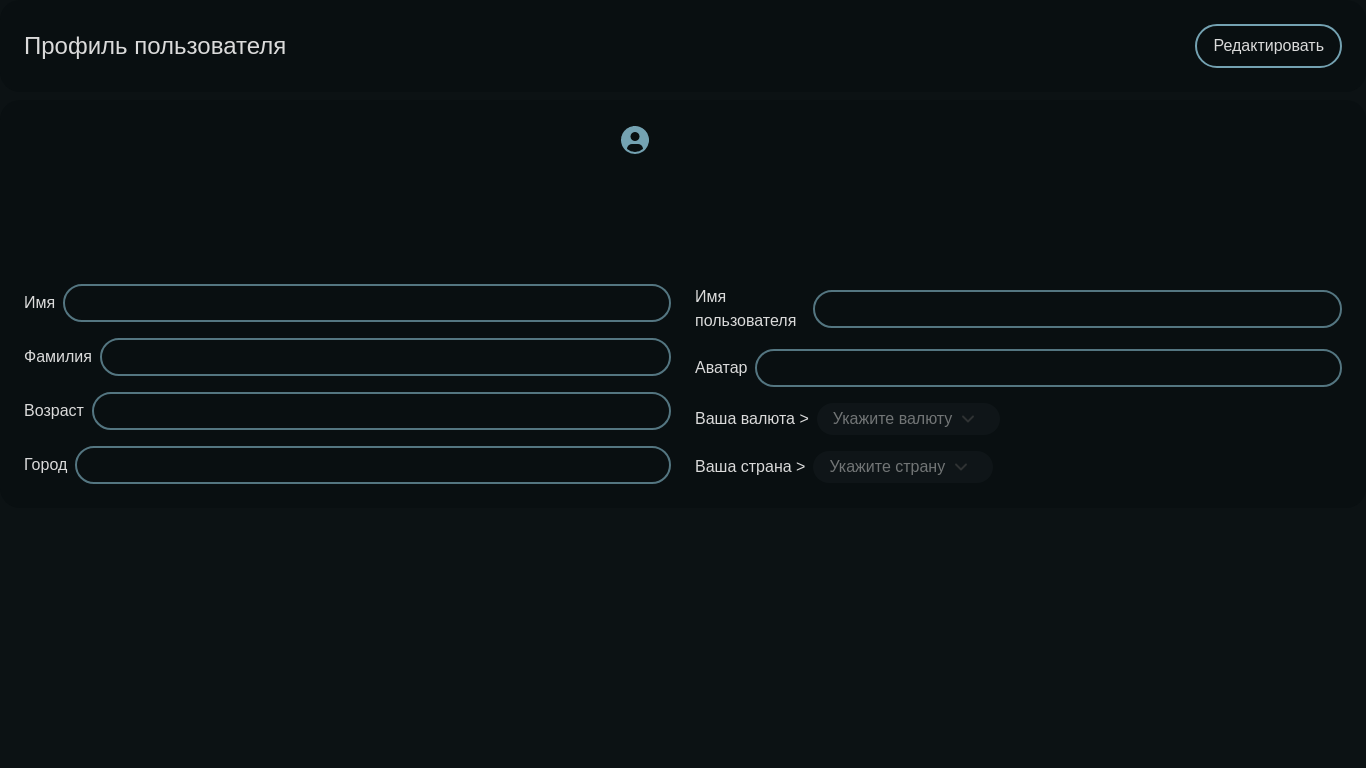 Профиль пользователя
Редактировать
Имя
Фамилия
Возраст
Город
Имя
пользователя
Аватар
Ваша валюта >
Укажите валюту
Ваша страна >
Укажите страну